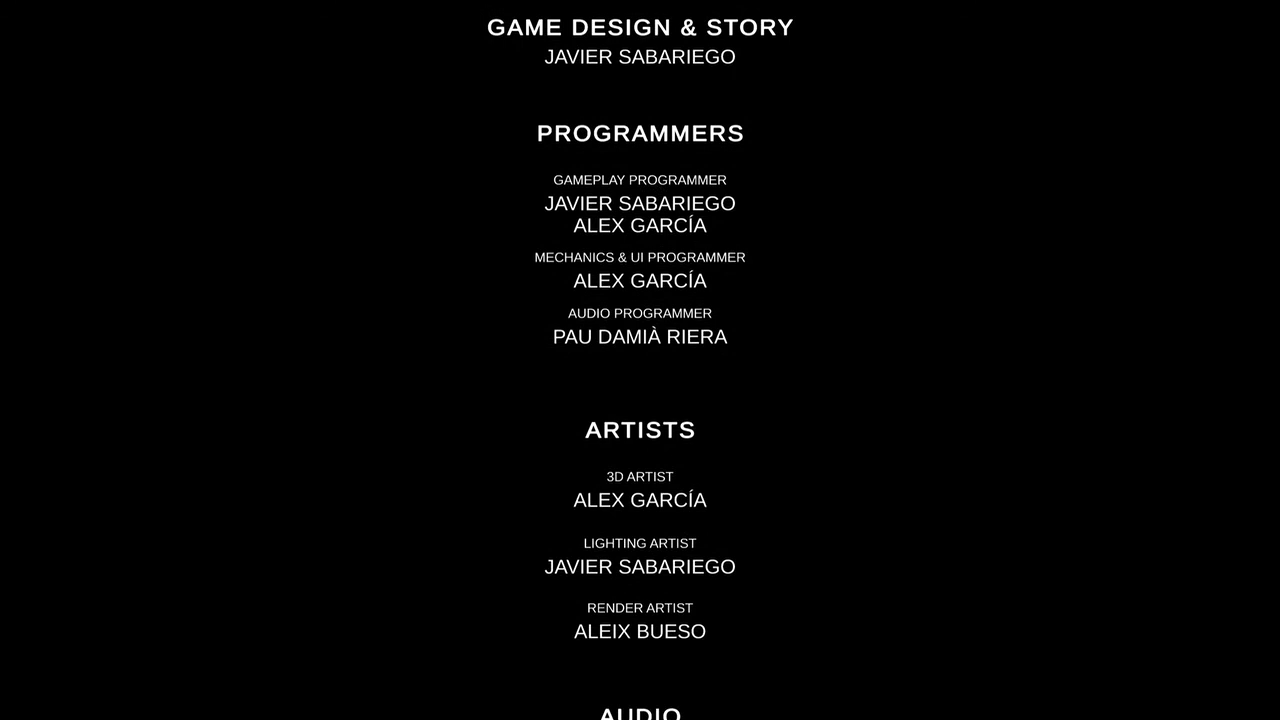 GAME DESIGN & STORY
JAVIER SABARIEGO
PROGRAMMERS
GAMEPLAY PROGRAMMER
JAVIER SABARIEGO
ALEX GARCÍA
MECHANICS & UI PROGRAMMER
ALEX GARCÍA
AUDIO PROGRAMMER
PAU DAMIÀ RIERA
ARTISTS
3D ARTIST
ALEX GARCÍA
LIGHTING ARTIST
JAVIER SABARIEGO
RENDER ARTIST
ALEIX BUESO
AUDIO